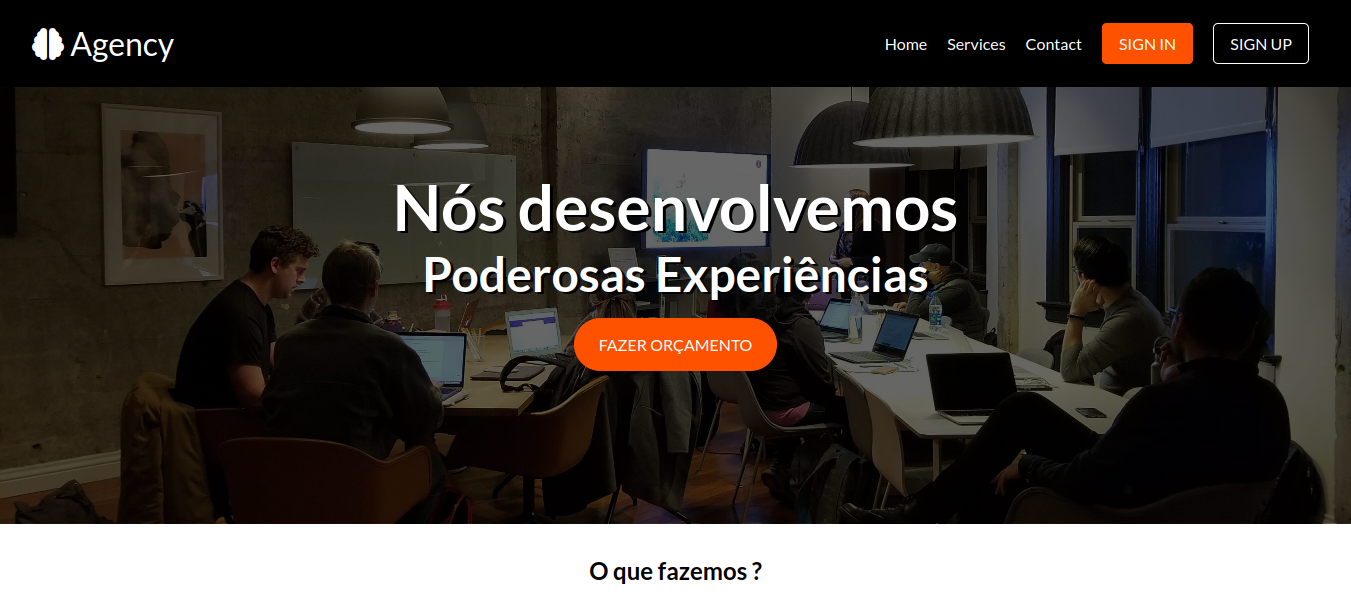 Agency
Home Services Contact SIGN IN SIGN UP
Nós desenvolvemos
Poderosas Experiências
FAZER ORÇAMENTO
O que fazemos ?